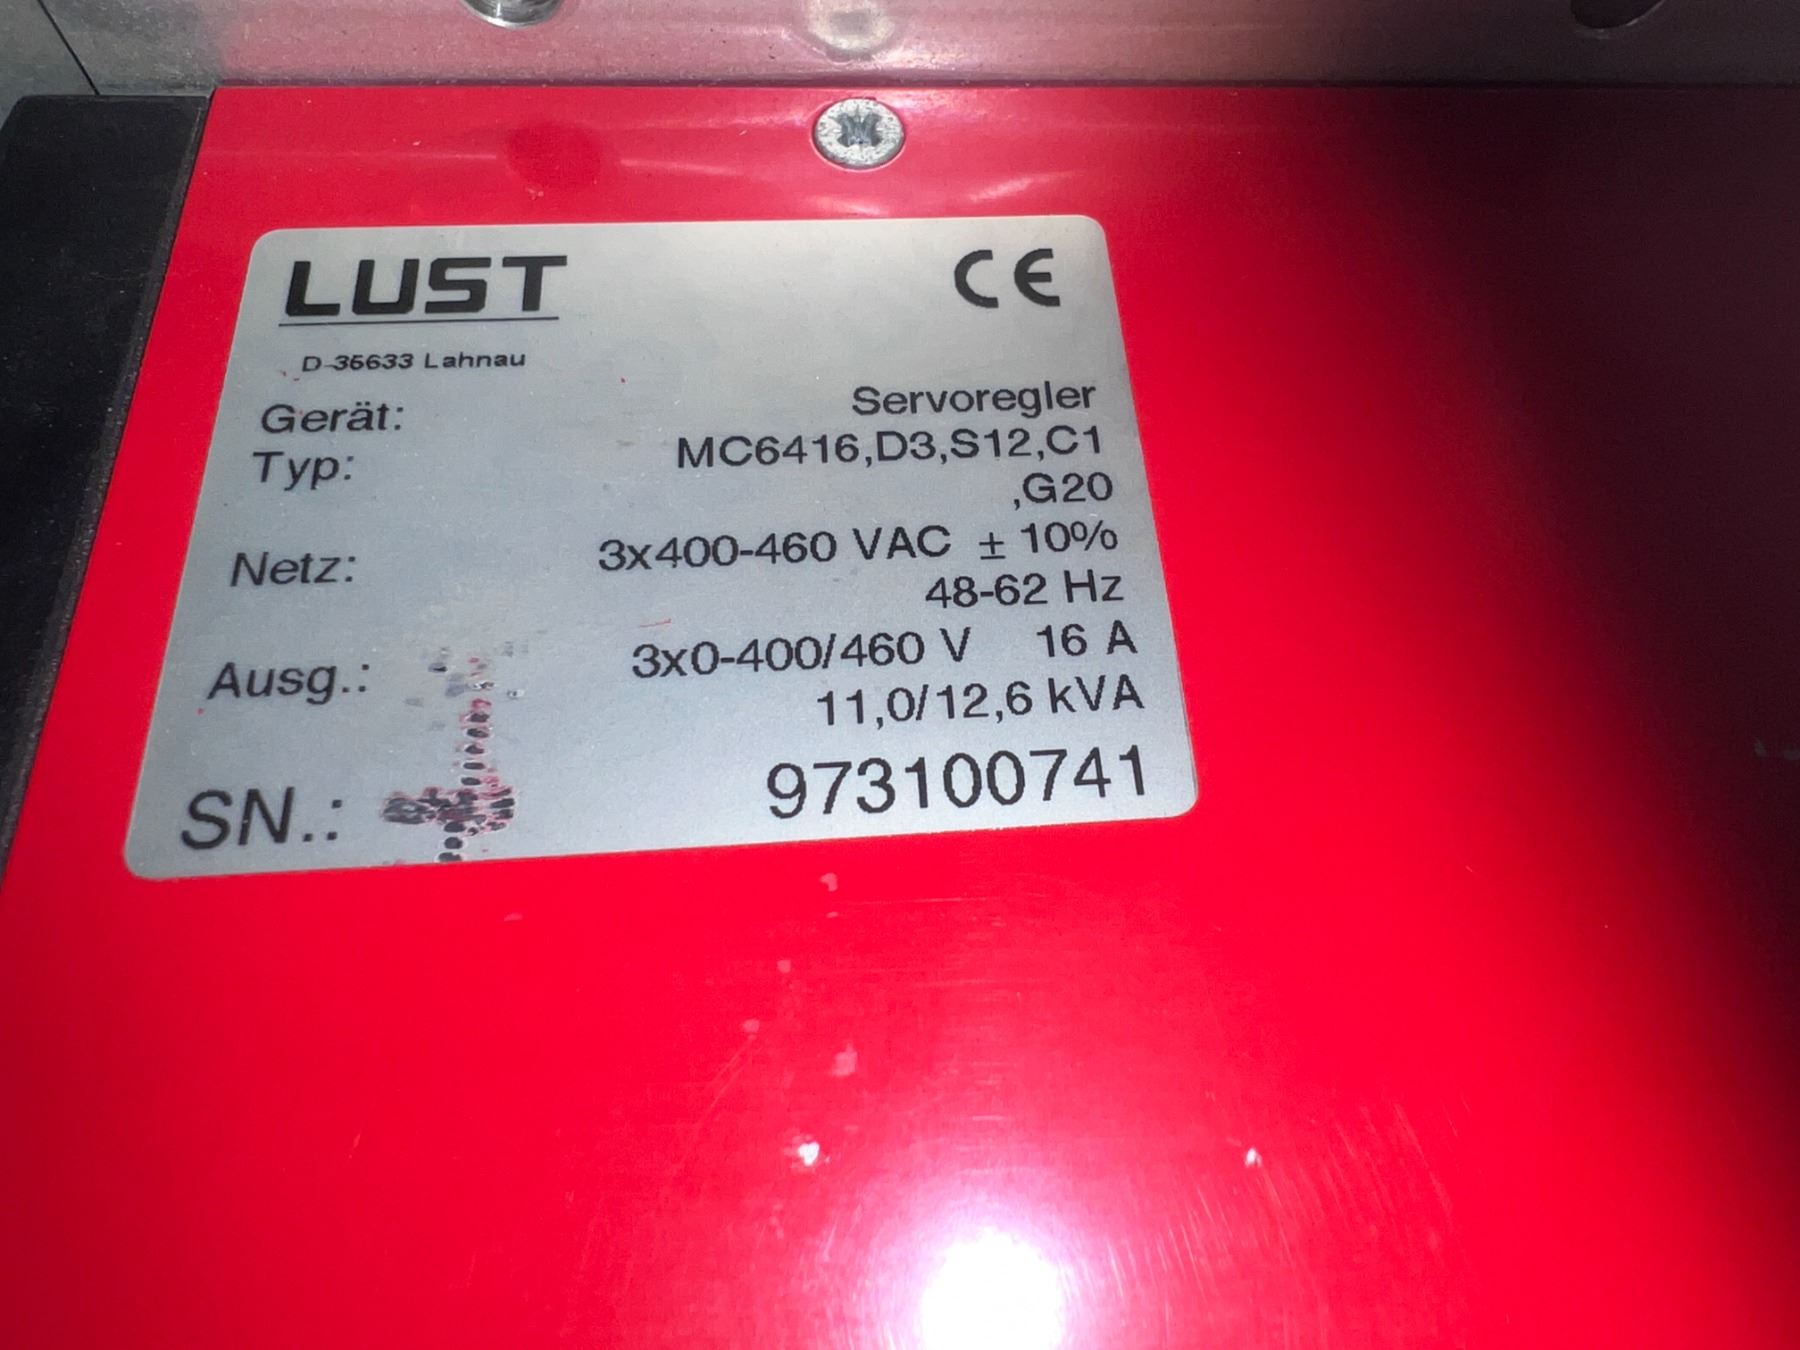 LUST CE
D-35633 Lahnau
Gerät: Servoregler
Typ: MC6416,D3,S12,C1
,G20
Netz: 3x400-460 VAC ± 10%
48-62 Hz
Ausg.: 3x0-400/460 V 16 A
11,0/12,6 kVA
SN.: 973100741